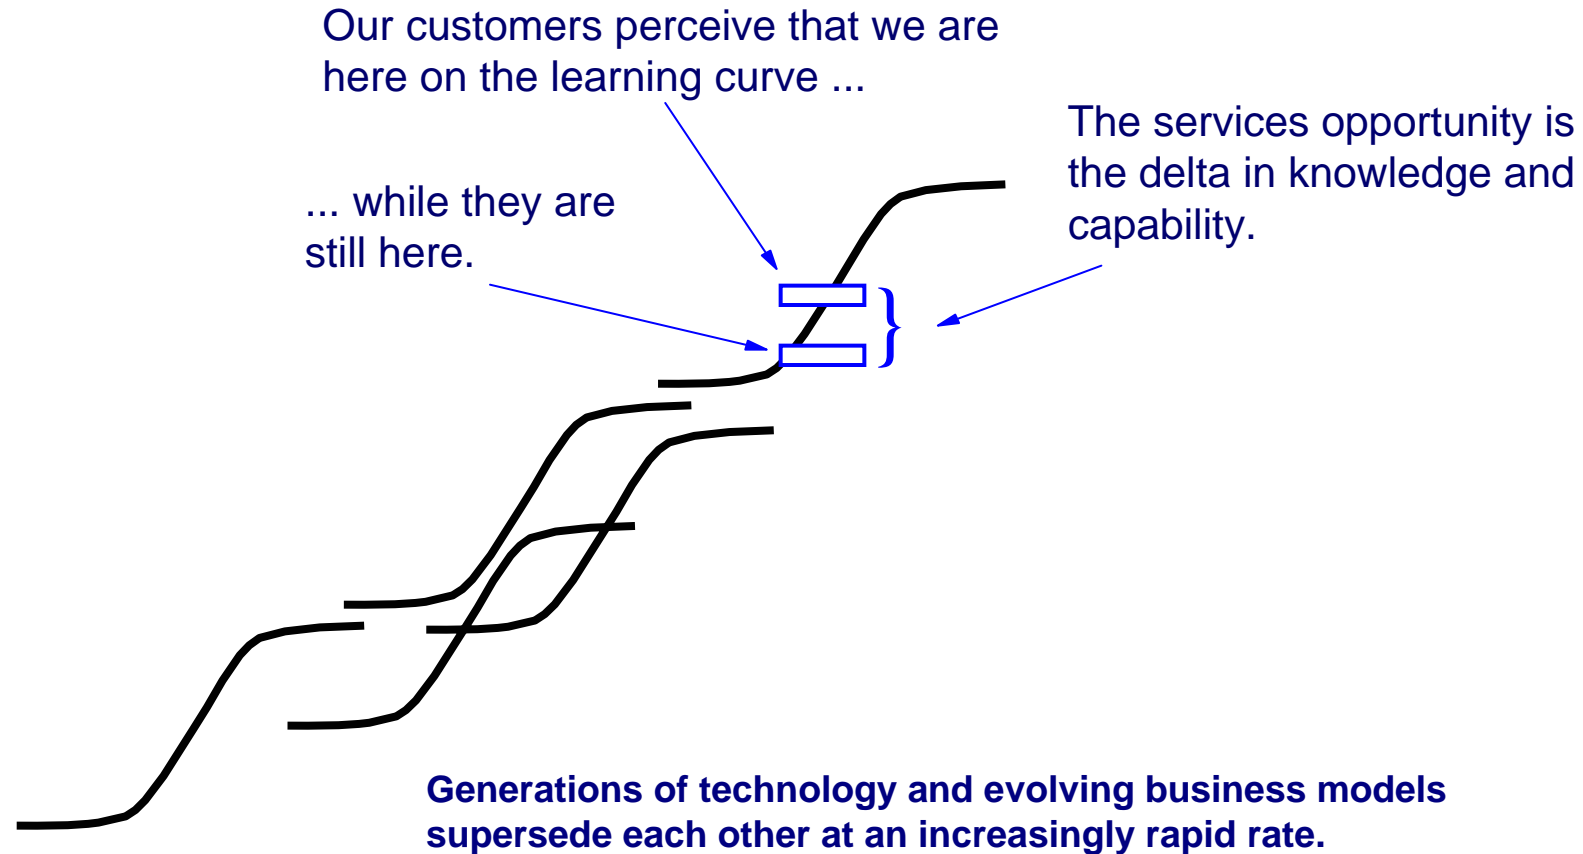 Our customers perceive that we are
here on the learning curve ...
The services opportunity is
the delta in knowledge and
capability.
... while they are
still here.
}
Generations of technology and evolving business models
supersede each other at an increasingly rapid rate.